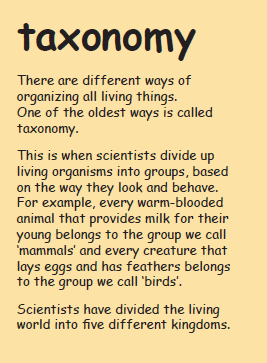 taxonomy
There are different ways of
organizing all living things.
One of the oldest ways is called
taxonomy.
This is when scientists divide up
living organisms into groups, based
on the way they look and behave.
For example, every warm-blooded
animal that provides milk for their
young belongs to the group we call
‘mammals’ and every creature that
lays eggs and has feathers belongs
to the group we call ‘birds’.
Scientists have divided the living
world into five different kingdoms.